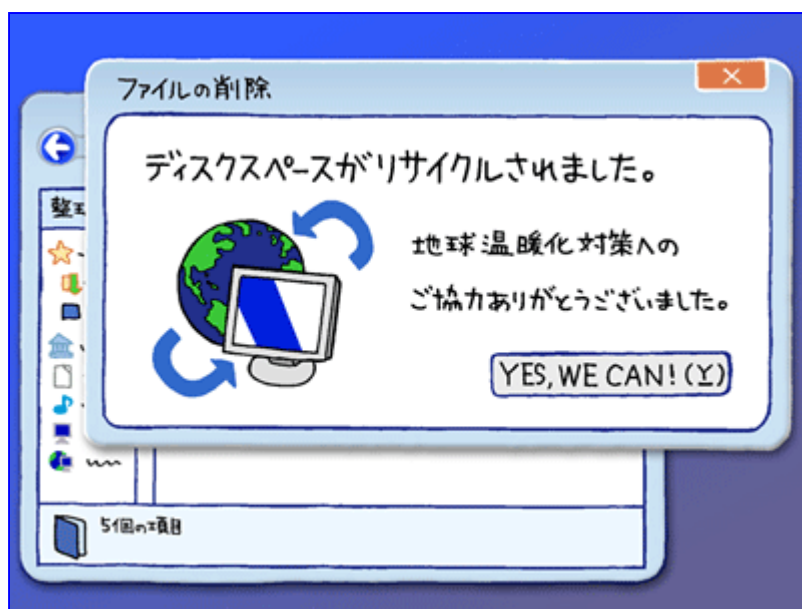 ファイルの削除
ディスクスペースがリサイクルされました。
地球温暖化対策への
ご協力ありがとうございました。
YES, WE CAN! (Y)
整理
5個の項目